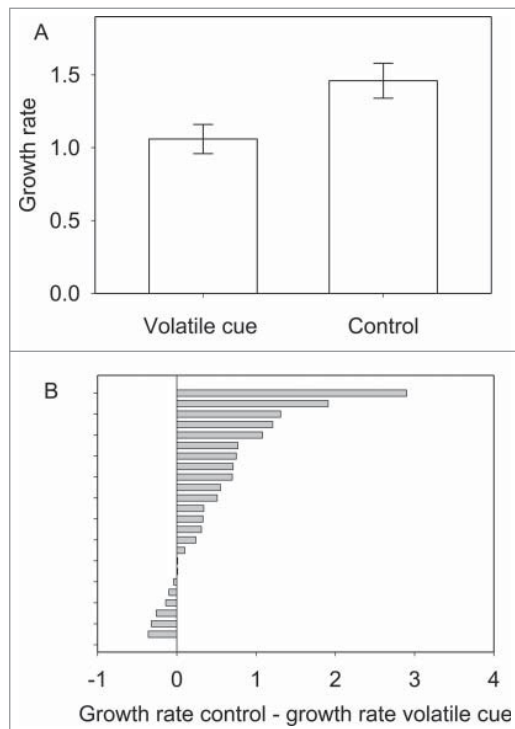 A
Growth rate
1.5
1.0
0.5
0.0
Volatile cue Control
B
-1 0 1 2 3 4
Growth rate control - growth rate volatile cue